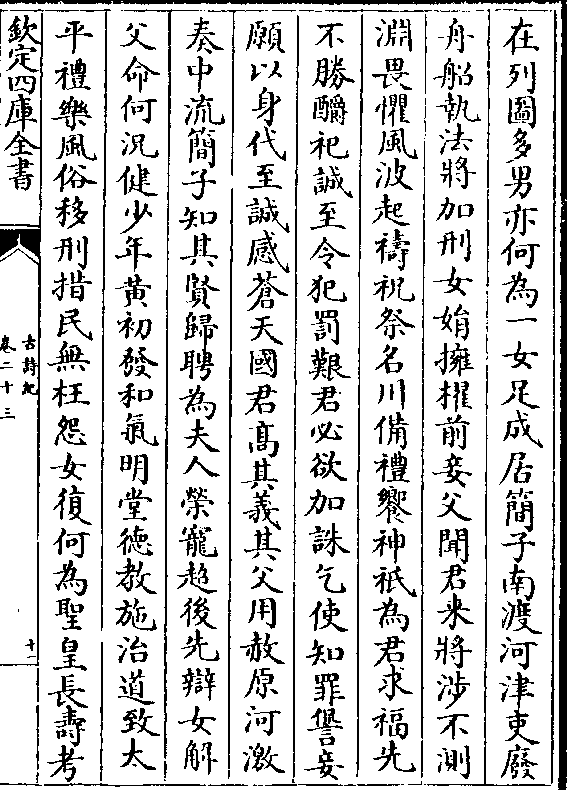 在列圖多男亦何為一女足成居簡子南渡河津吏廢
舟船執法將加刑女娟擁櫂前妾父聞君来將涉不測
淵畏懼風波起禱祝祭名川備禮饗神祇為君求福先
不勝釂祀誠至令犯罰艱君必欲加誅乞使知罪諐妾
願以身代至誠感蒼天國君髙其義其父用赦原河激
奏中流簡子知其賢歸聘為夫人榮寵超後先辯女解
父命何况健少年黄初發和氣明堂德教施治道致太
平禮樂風俗移刑措民無枉怨女復何為聖皇長壽考
欽定四庫全書
古詩紀
卷二十三
十二